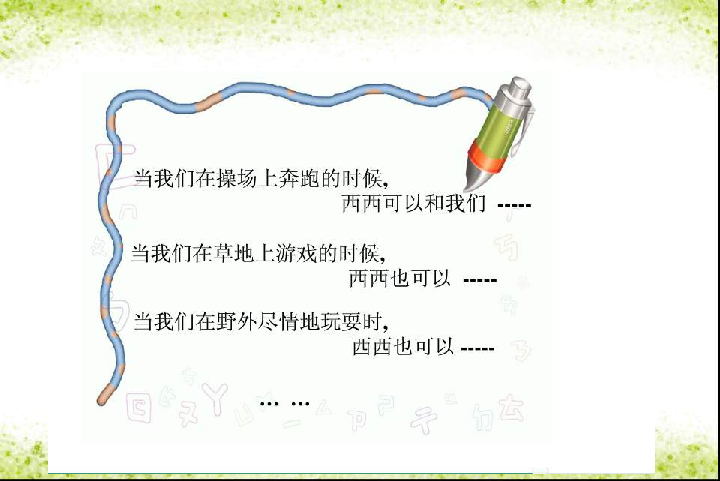 当我们在操场上奔跑的时候，
西西可以和我们 -----
当我们在草地上游戏的时候，
西西也可以 -----
当我们在野外尽情地玩耍时，
西西也可以 -----
… …